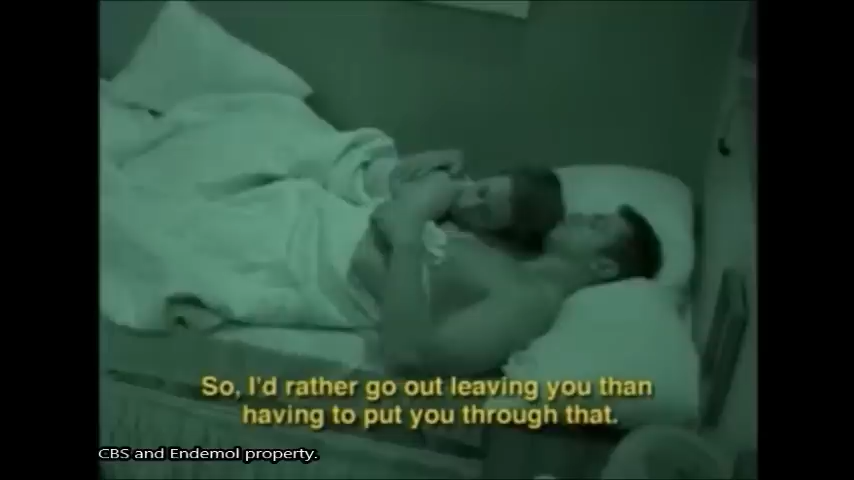 So, I'd rather go out leaving you than
having to put you through that.
CBS and Endemol property.